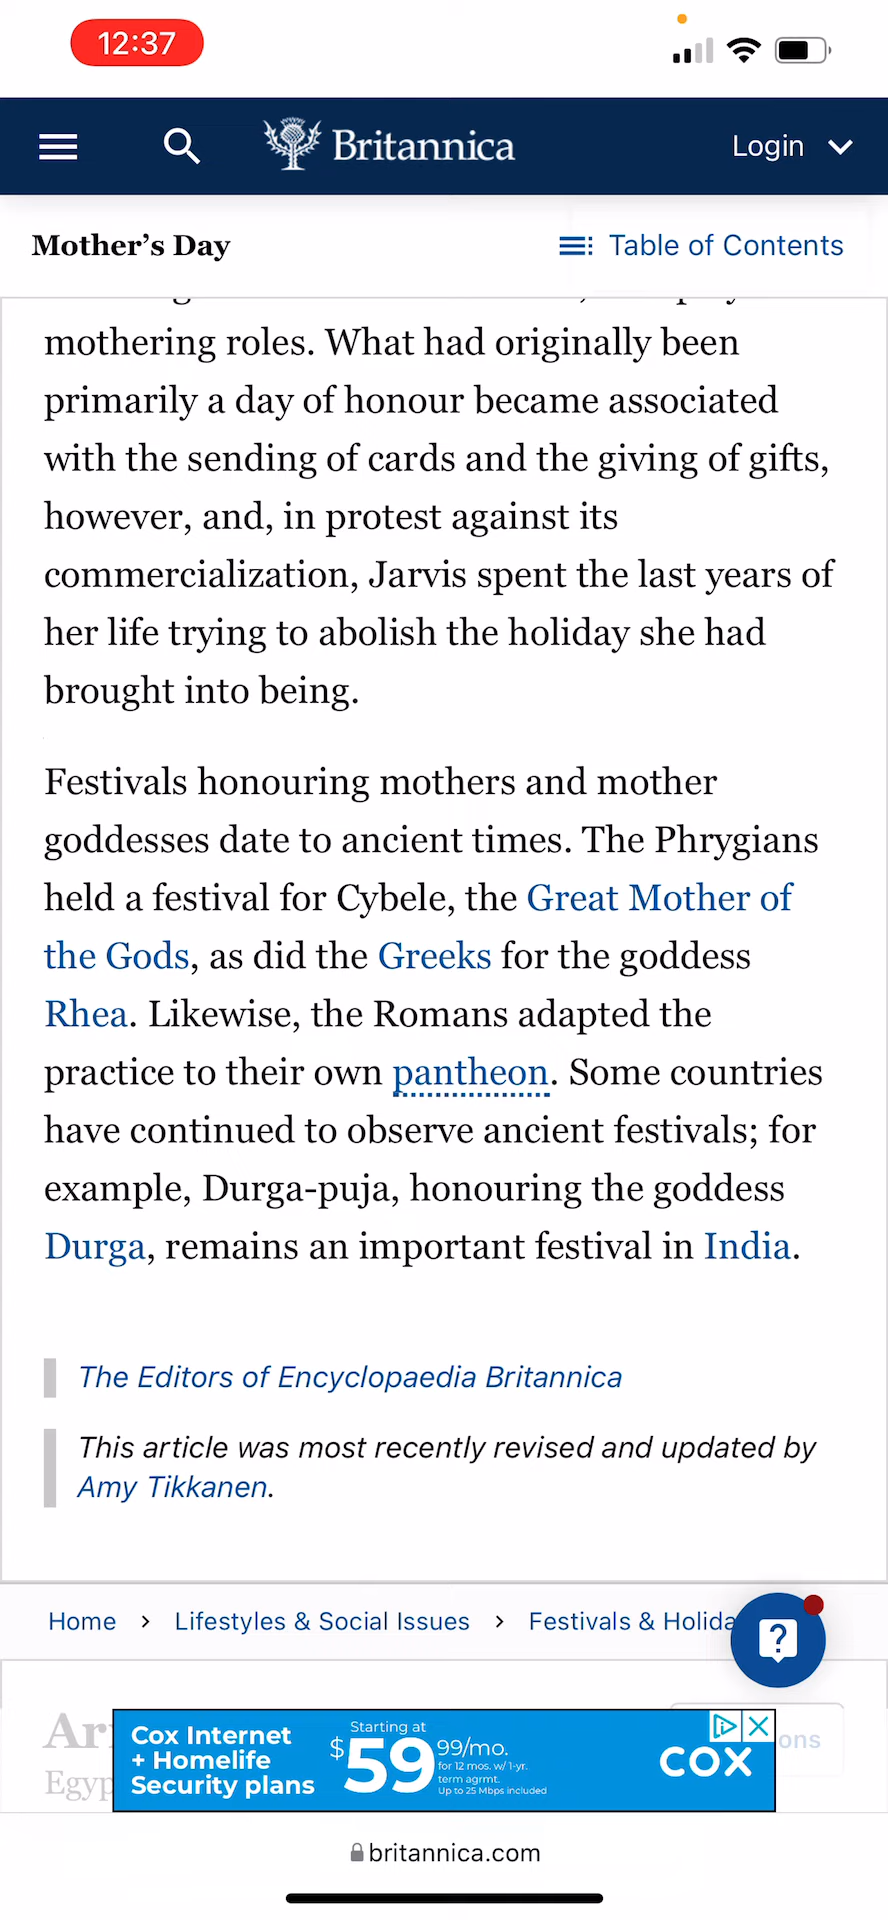 12:37
Britannica
Login
Mother’s Day
Table of Contents
mothering roles. What had originally been
primarily a day of honour became associated
with the sending of cards and the giving of gifts,
however, and, in protest against its
commercialization, Jarvis spent the last years of
her life trying to abolish the holiday she had
brought into being.
Festivals honouring mothers and mother
goddesses date to ancient times. The Phrygians
held a festival for Cybele, the Great Mother of
the Gods, as did the Greeks for the goddess
Rhea. Likewise, the Romans adapted the
practice to their own pantheon. Some countries
have continued to observe ancient festivals; for
example, Durga-puja, honouring the goddess
Durga, remains an important festival in India.
The Editors of Encyclopaedia Britannica
This article was most recently revised and updated by
Amy Tikkanen.
Home > Lifestyles & Social Issues > Festivals & Holida
?
Cox Internet
+ Homelife
Security plans
Starting at
$59 99/mo.
for 12 mos. w/ 1-yr.
term agrmt.
Up to 25 Mbps included
COX
ons
Egyp
britannica.com